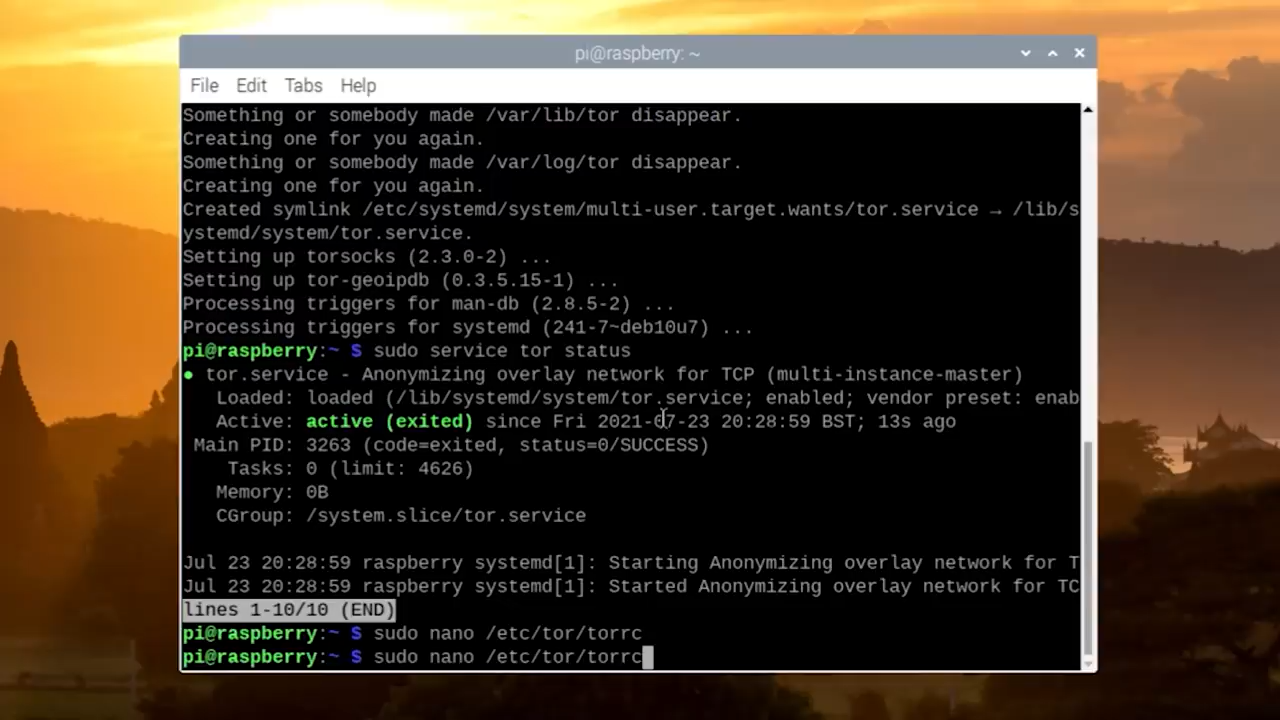 pi@raspberry: ~
File Edit Tabs Help
Something or somebody made /var/lib/tor disappear.
Creating one for you again.
Something or somebody made /var/log/tor disappear.
Creating one for you again.
Created symlink /etc/systemd/system/multi-user.target.wants/tor.service → /lib/s
ystemd/system/tor.service.
Setting up torsocks (2.3.0-2) ...
Setting up tor-geoipdb (0.3.5.15-1) ...
Processing triggers for man-db (2.8.5-2) ...
Processing triggers for systemd (241-7~deb10u7) ...
pi@raspberry:~ $ sudo service tor status
● tor.service - Anonymizing overlay network for TCP (multi-instance-master)
Loaded: loaded (/lib/systemd/system/tor.service; enabled; vendor preset: enab
Active: active (exited) since Fri 2021-07-23 20:28:59 BST; 13s ago
Main PID: 3263 (code=exited, status=0/SUCCESS)
Tasks: 0 (limit: 4626)
Memory: 0B
CGroup: /system.slice/tor.service
Jul 23 20:28:59 raspberry systemd[1]: Starting Anonymizing overlay network for T
Jul 23 20:28:59 raspberry systemd[1]: Started Anonymizing overlay network for TC
lines 1-10/10 (END)
pi@raspberry:~ $ sudo nano /etc/tor/torrc
pi@raspberry:~ $ sudo nano /etc/tor/torrc